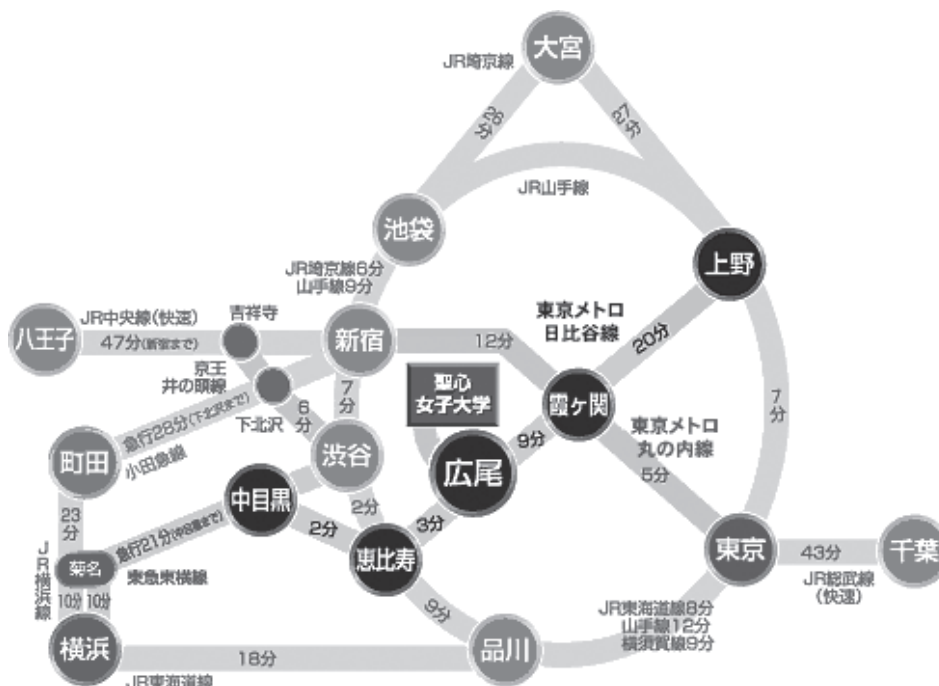 大宮
JR埼京線
26分
27分
JR山手線
池袋
上野
JR埼京線6分
山手線9分
東京メトロ
日比谷線
吉祥寺
JR中央線(快速)
八王子
47分(新宿まで)
新宿
12分
20分
京王
井の頭線
聖心
女子大学
7分
6分
霞ヶ関
7分
急行28分(下北沢まで)
下北沢
東京メトロ
丸の内線
町田
小田急線
渋谷
広尾
9分
5分
中目黒
2分
3分
23分
急行21分(中目黒まで)
2分
恵比寿
東京
43分
千葉
JR横浜線
菊名
東急東横線
JR総武線
(快速)
10分
10分
9分
JR東海道線8分
山手線12分
横須賀線9分
横浜
18分
品川
JR東海道線